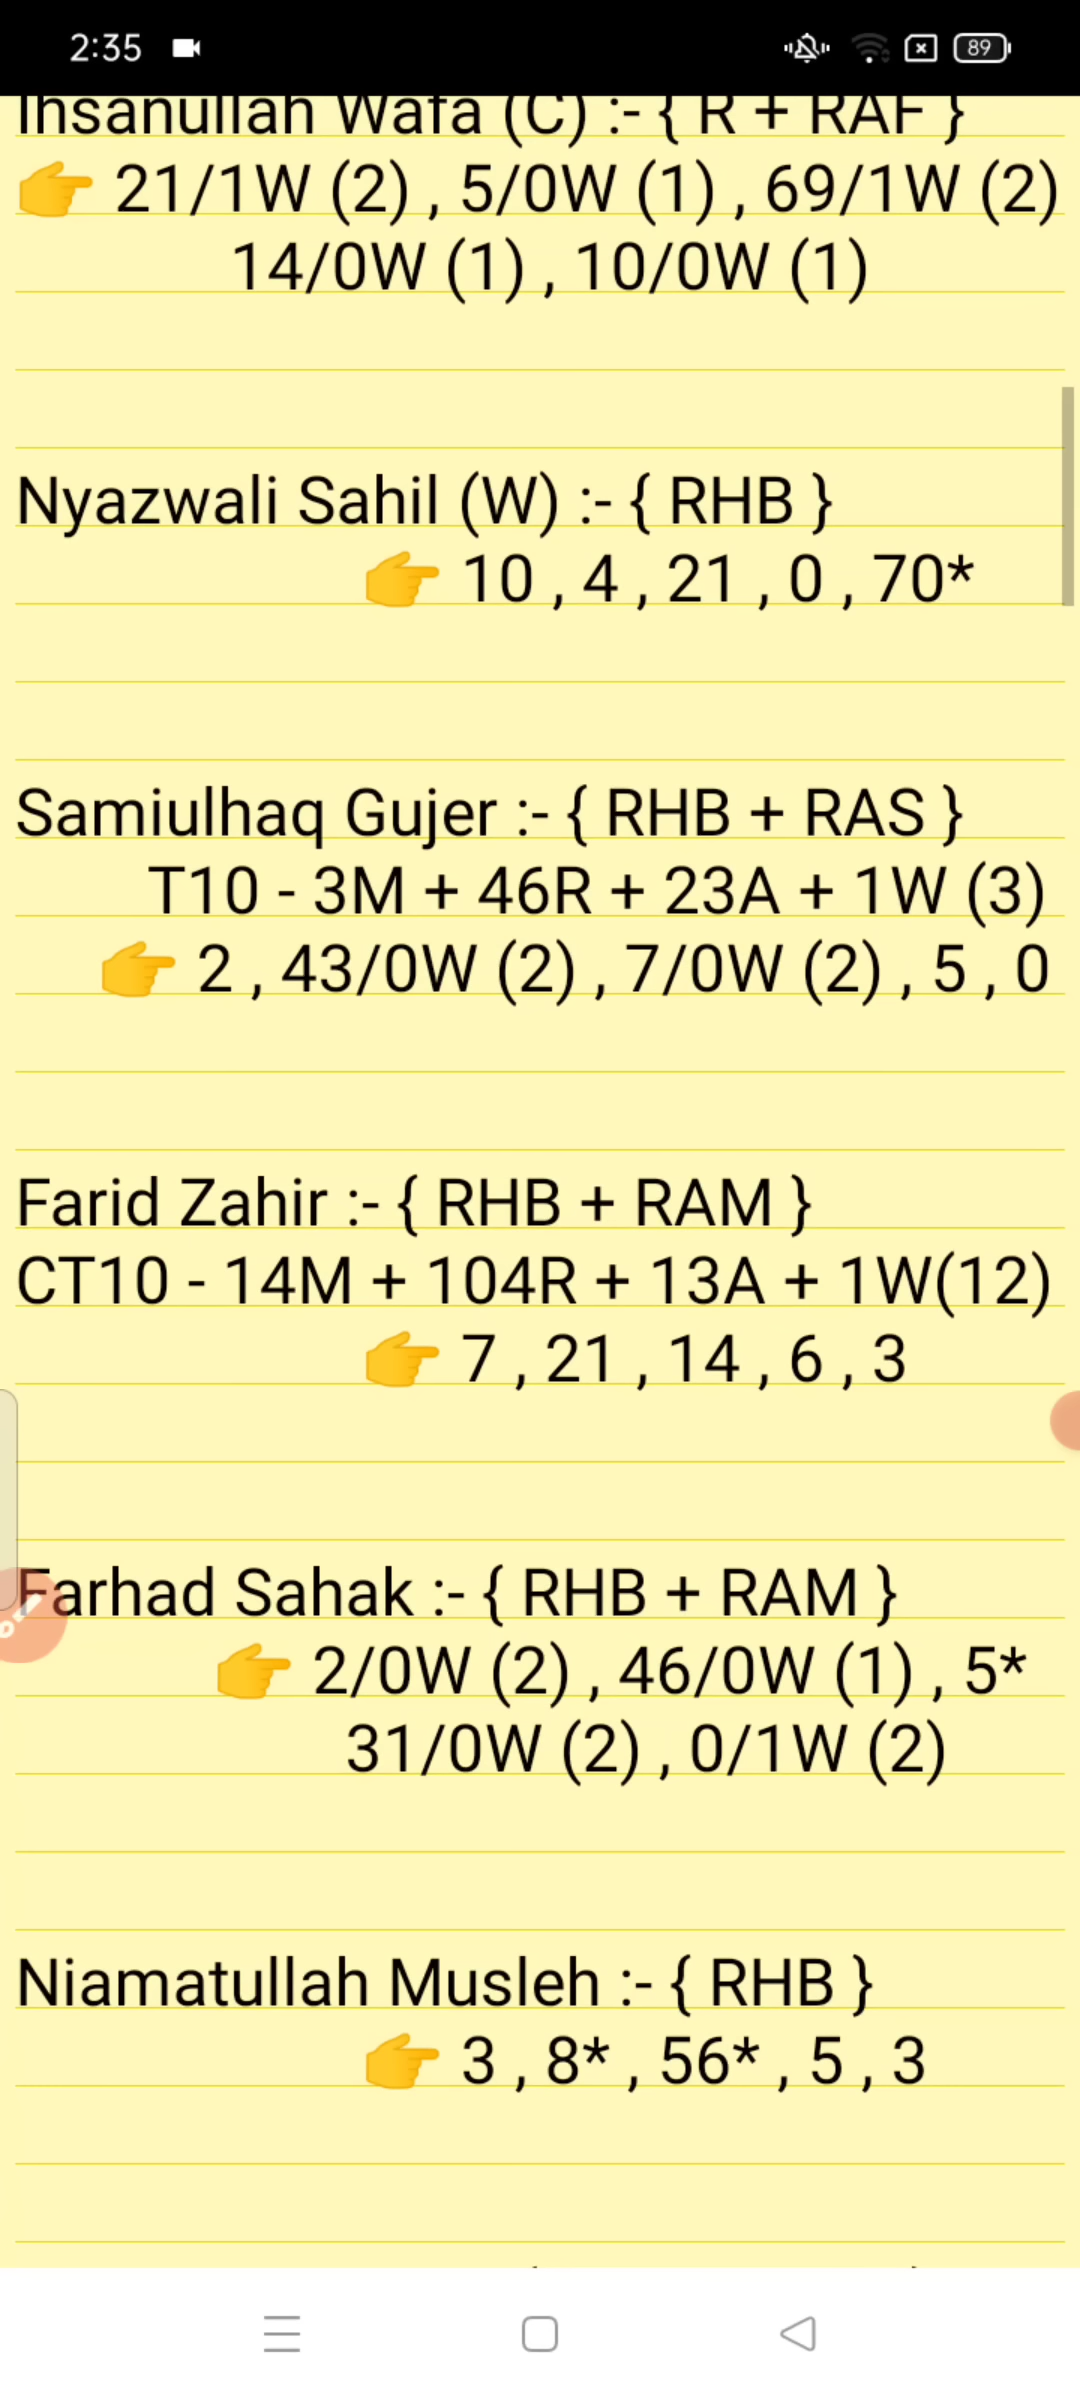 2:35
89
Ihsanullah Wafa (C) :- { R + RAF }
👉 21/1W (2) , 5/0W (1) , 69/1W (2)
14/0W (1) , 10/0W (1)
Nyazwali Sahil (W) :- { RHB }
👉 10 , 4 , 21 , 0 , 70*
Samiulhaq Gujer :- { RHB + RAS }
T10 - 3M + 46R + 23A + 1W (3)
👉 2 , 43/0W (2) , 7/0W (2) , 5 , 0
Farid Zahir :- { RHB + RAM }
CT10 - 14M + 104R + 13A + 1W(12)
👉 7 , 21 , 14 , 6 , 3
Farhad Sahak :- { RHB + RAM }
👉 2/0W (2) , 46/0W (1) , 5*
31/0W (2) , 0/1W (2)
Niamatullah Musleh :- { RHB }
👉 3 , 8* , 56* , 5 , 3